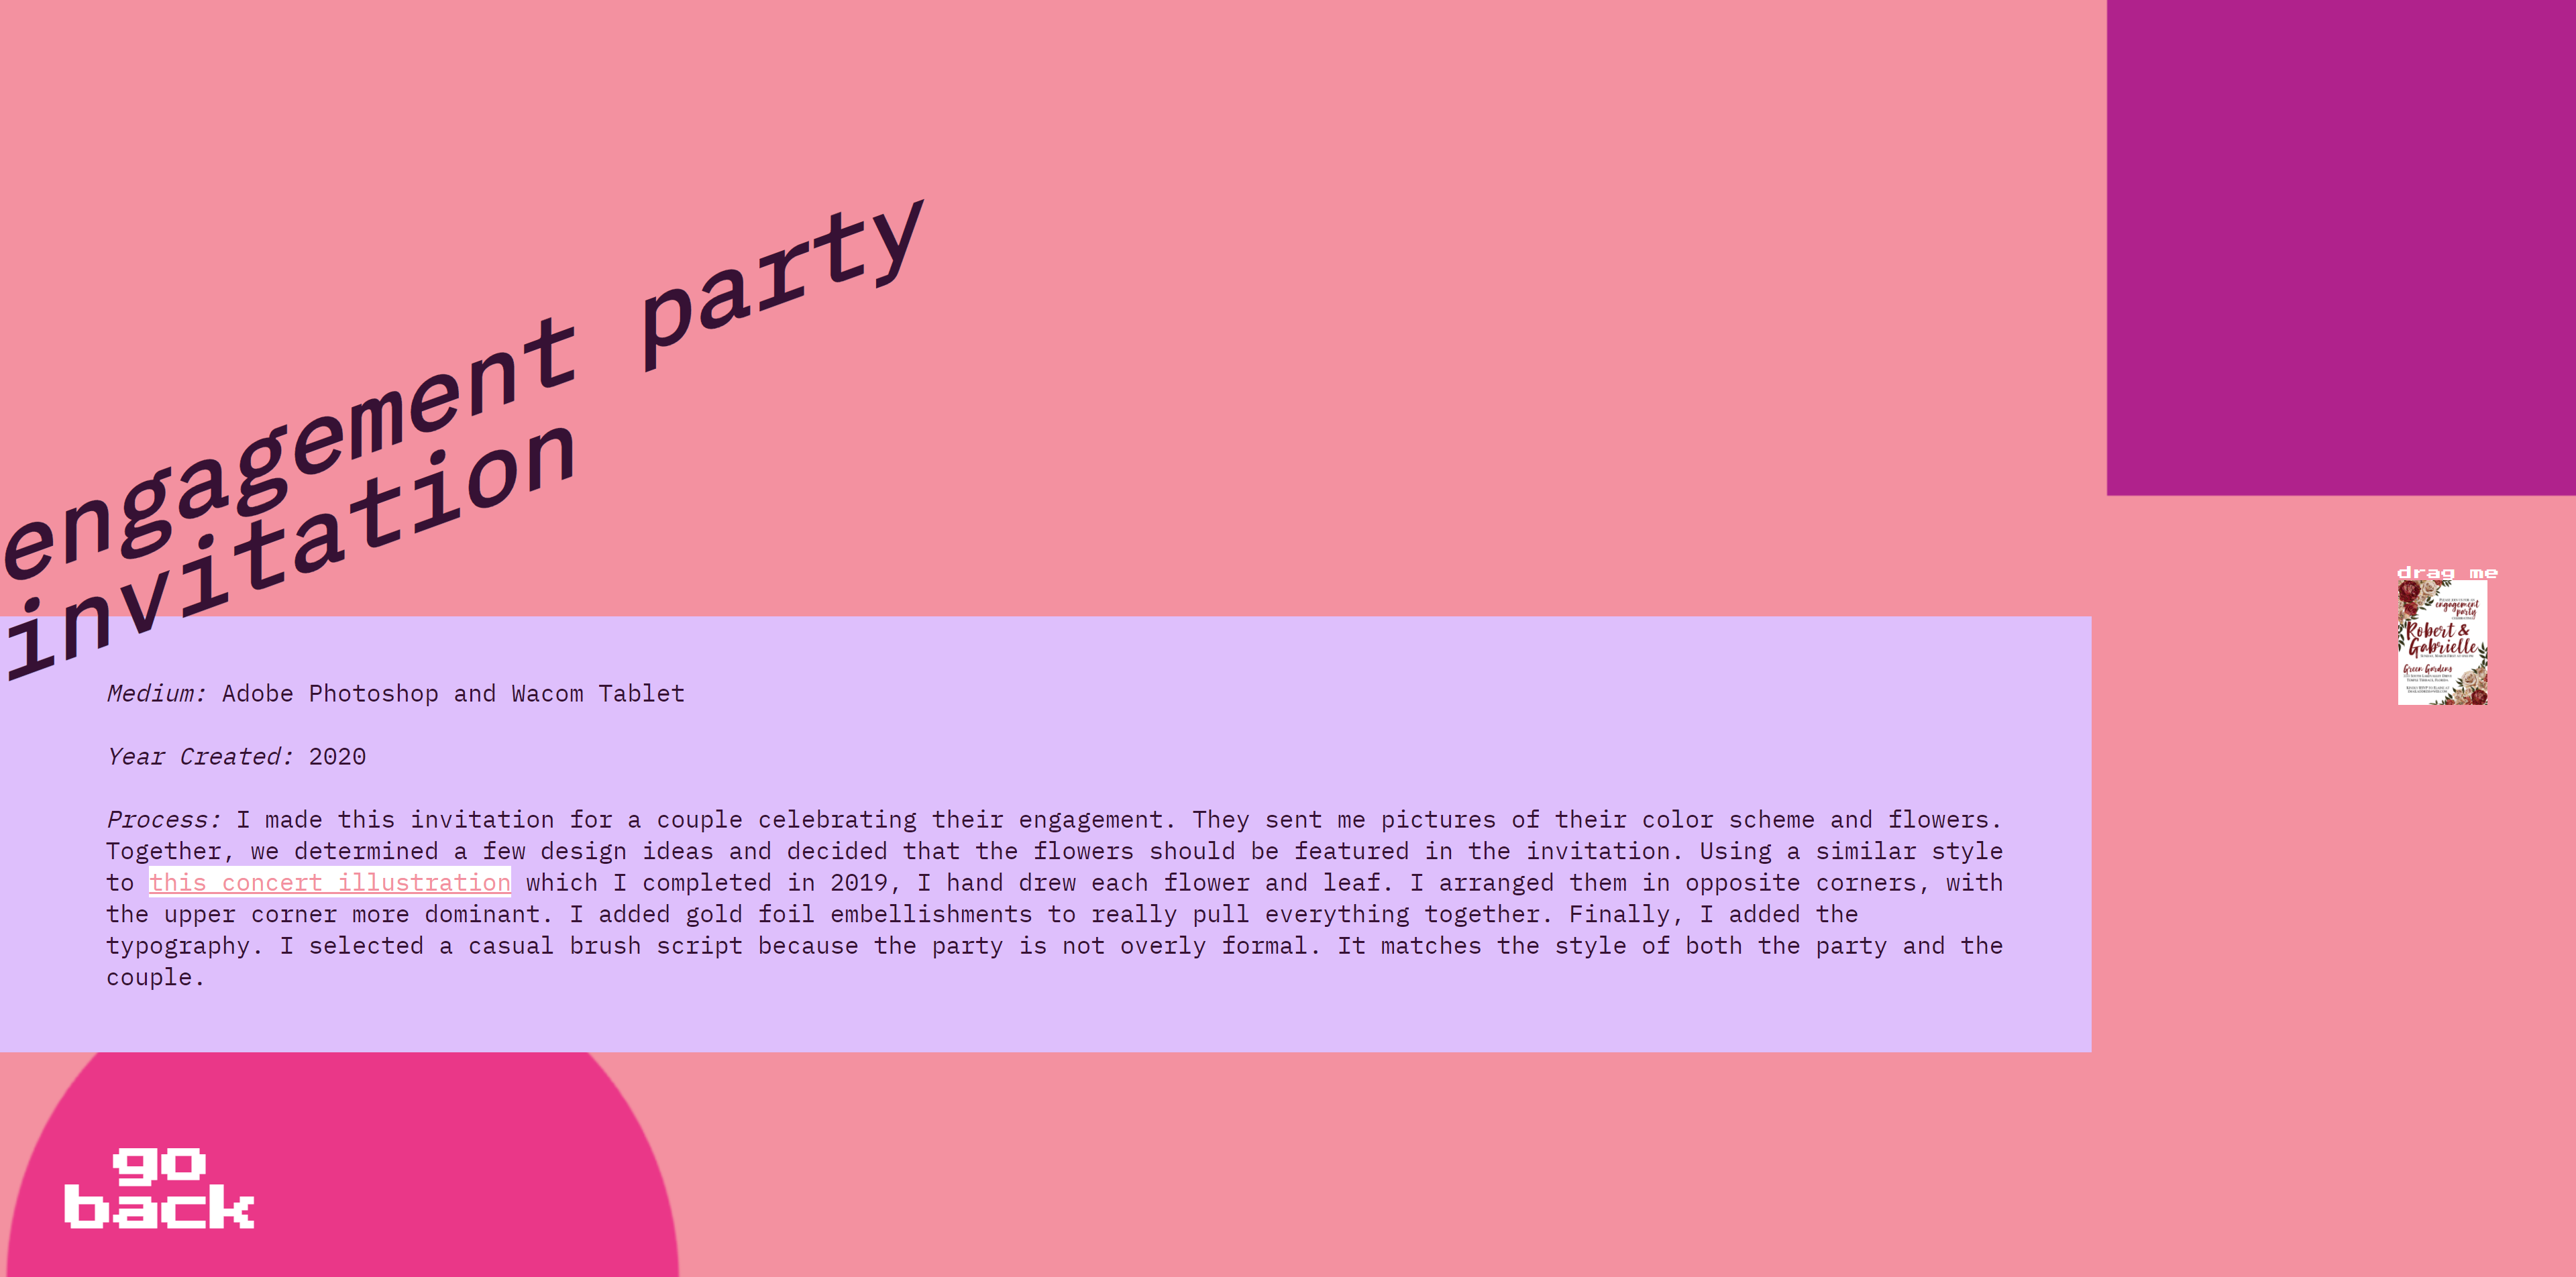 engagement party
invitation
drag me
engagement
party
Robert &
Gabrielle
Green Gardens
Medium: Adobe Photoshop and Wacom Tablet
Year Created: 2020
Process: I made this invitation for a couple celebrating their engagement. They sent me pictures of their color scheme and flowers.
Together, we determined a few design ideas and decided that the flowers should be featured in the invitation. Using a similar style
to this concert illustration which I completed in 2019, I hand drew each flower and leaf. I arranged them in opposite corners, with
the upper corner more dominant. I added gold foil embellishments to really pull everything together. Finally, I added the
typography. I selected a casual brush script because the party is not overly formal. It matches the style of both the party and the
couple.
go
back